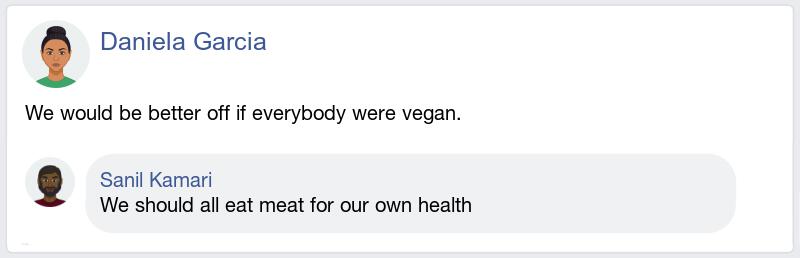 Daniela Garcia
We would be better off if everybody were vegan.
Sanil Kamari
We should all eat meat for our own health